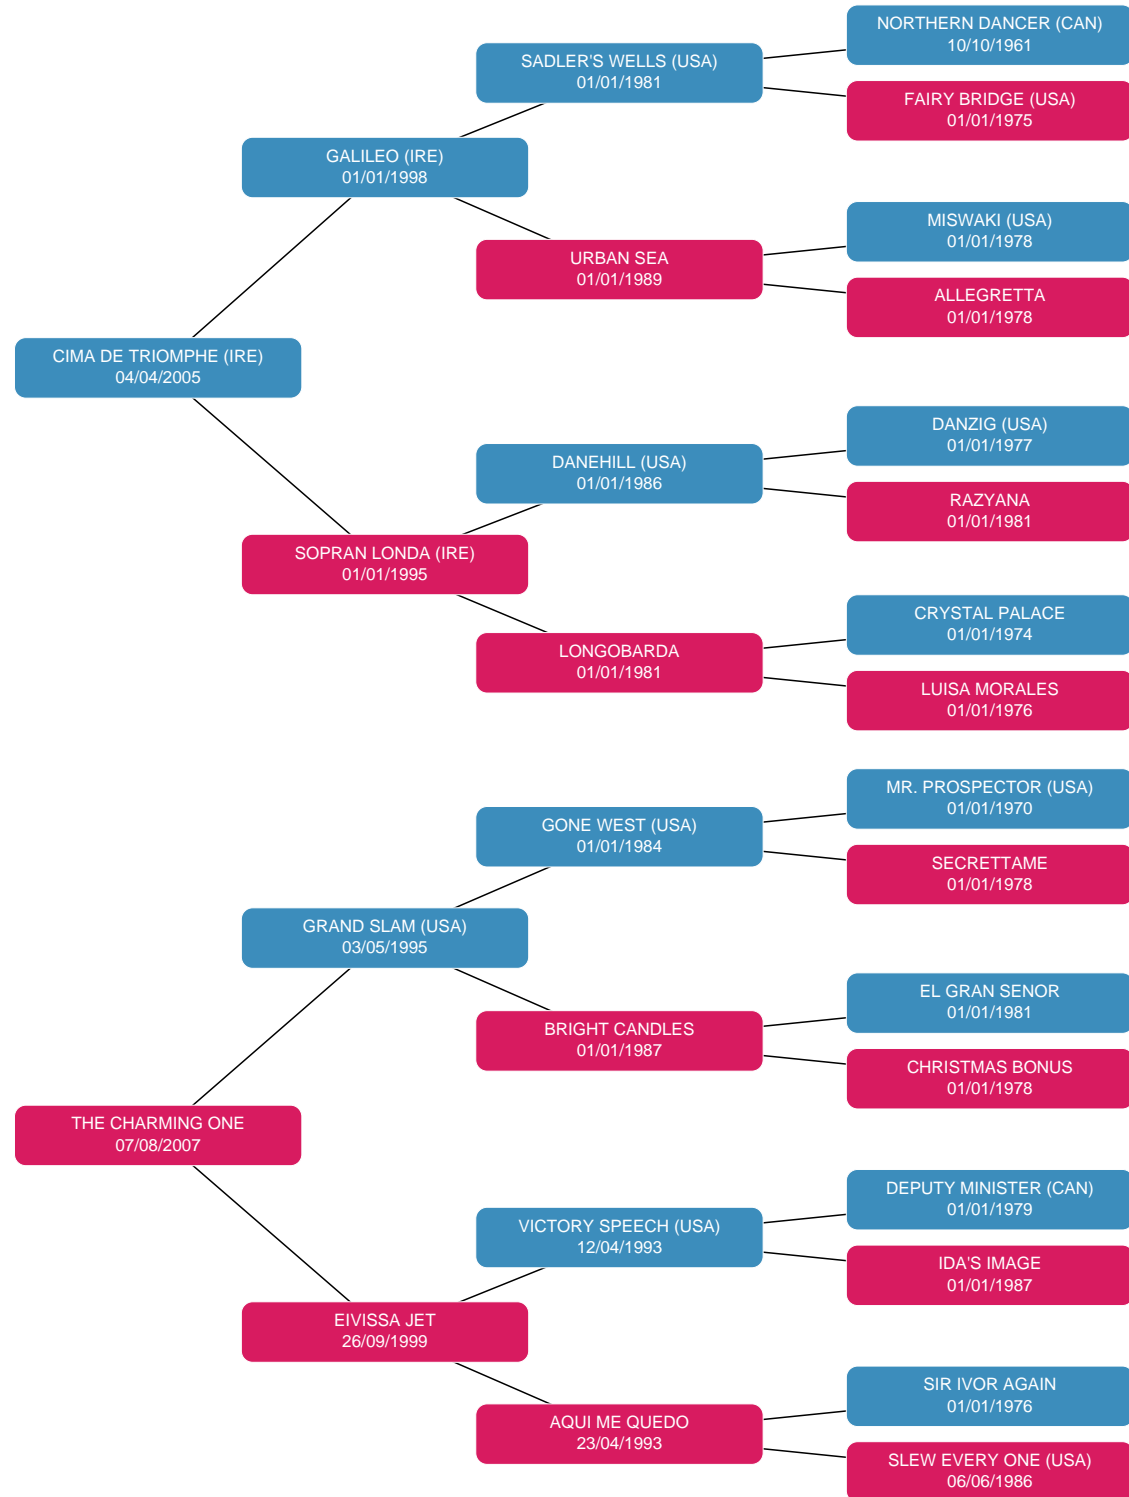 NORTHERN DANCER (CAN)
10/10/1961
SADLER'S WELLS (USA)
01/01/1981
FAIRY BRIDGE (USA)
01/01/1975
GALILEO (IRE)
01/01/1998
MISWAKI (USA)
01/01/1978
URBAN SEA
01/01/1989
ALLEGRETTA
01/01/1978
CIMA DE TRIOMPHE (IRE)
04/04/2005
DANZIG (USA)
01/01/1977
DANEHILL (USA)
01/01/1986
RAZYANA
01/01/1981
SOPRAN LONDA (IRE)
01/01/1995
CRYSTAL PALACE
01/01/1974
LONGOBARDA
01/01/1981
LUISA MORALES
01/01/1976
MR. PROSPECTOR (USA)
01/01/1970
GONE WEST (USA)
01/01/1984
SECRETTAME
01/01/1978
GRAND SLAM (USA)
03/05/1995
EL GRAN SENOR
01/01/1981
BRIGHT CANDLES
01/01/1987
CHRISTMAS BONUS
01/01/1978
THE CHARMING ONE
07/08/2007
DEPUTY MINISTER (CAN)
01/01/1979
VICTORY SPEECH (USA)
12/04/1993
IDA'S IMAGE
01/01/1987
EIVISSA JET
26/09/1999
SIR IVOR AGAIN
01/01/1976
AQUI ME QUEDO
23/04/1993
SLEW EVERY ONE (USA)
06/06/1986